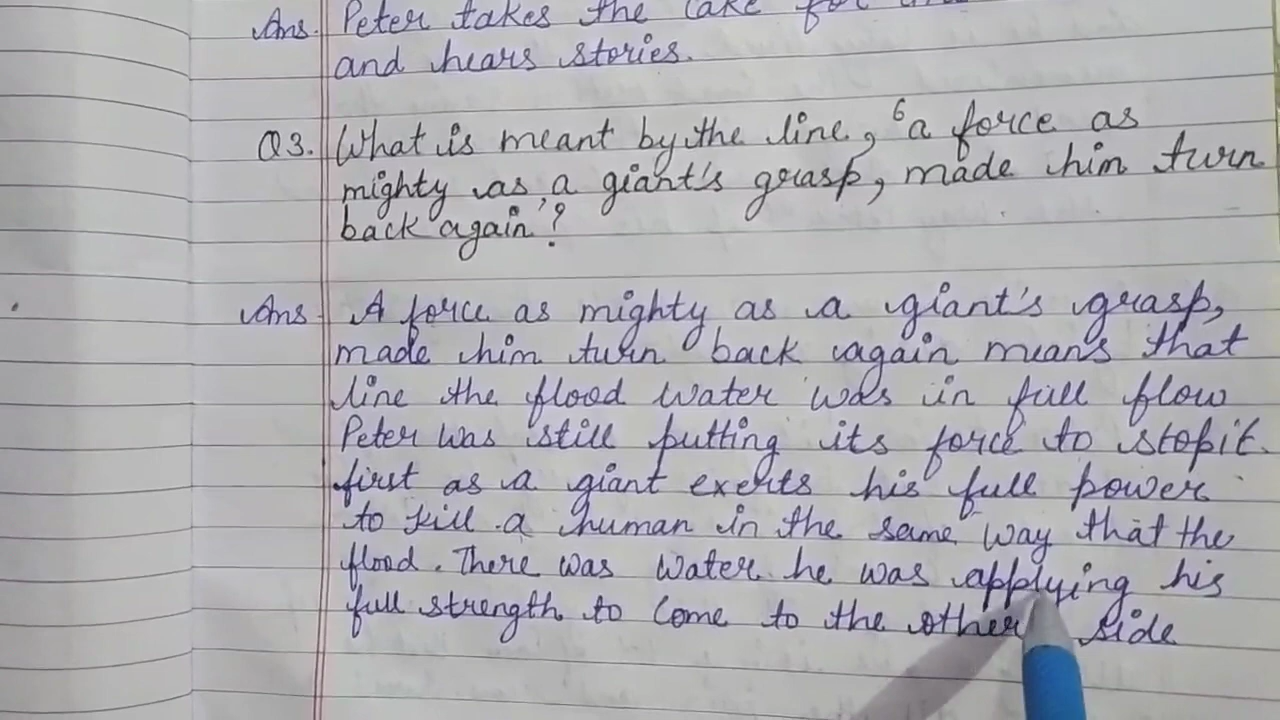 Ans. Peter takes the cake for
and hears stories.
Q3. What is meant by the line, 'a force as
mighty as a giant's grasp, made him turn
back again'?
Ans A force as mighty as a giant's grasp,
made him turn back again means that
line the flood water was in full flow
Peter was still putting its force to stop it.
first as a giant exerts his full power
to kill a human in the same way that the
flood. There was water he was applying his
full strength to come to the other side